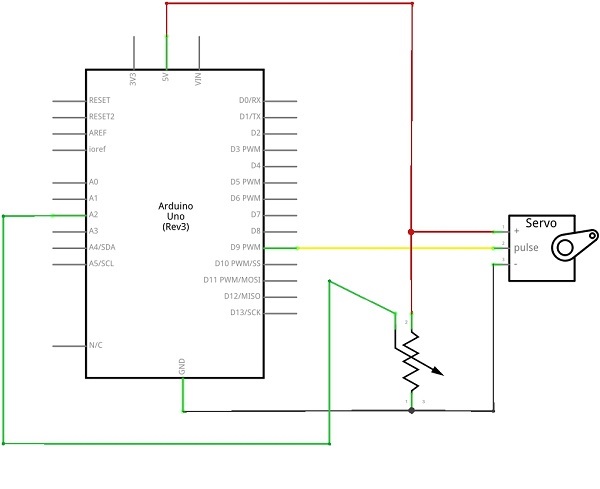 3V3
5V
VIN
RESET
RESET2
AREF
ioref
A0
A1
A2
A3
A4/SDA
A5/SCL
N/C
Arduino
Uno
(Rev3)
D0/RX
D1/TX
D2
D3 PWM
D4
D5 PWM
D6 PWM
D7
D8
D9 PWM
D10 PWM/SS
D11 PWM/MOSI
D12/MISO
D13/SCK
GND
Servo
+
pulse
-